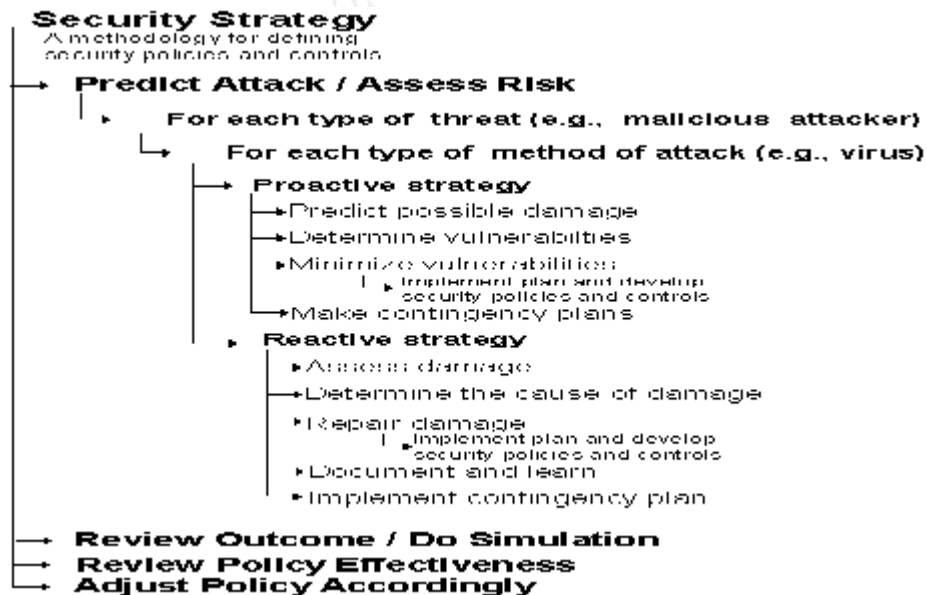 Security Strategy
A methodology for defining
security policies and controls
Predict Attack / Assess Risk
For each type of threat (e.g., malicious attacker)
For each type of method of attack (e.g., virus)
Proactive strategy
Predict possible damage
Determine vulnerabilties
Minimize vulnerabilities
Implement plan and develop
security policies and controls
Make contingency plans
Reactive strategy
Assess damage
Determine the cause of damage
Repair damage
Implement plan and develop
security policies and controls
Document and learn
Implement contingency plan
Review Outcome / Do Simulation
Review Policy Effectiveness
Adjust Policy Accordingly